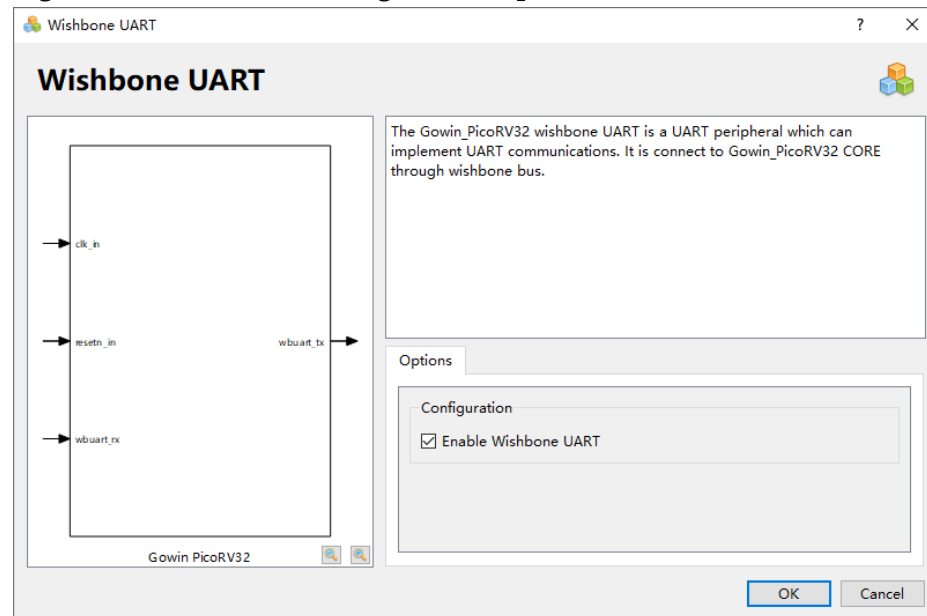 Wishbone UART
? ×
Wishbone UART
clk_in
resetn_in
wbuart_tx
wbuart_rx
Gowin PicoRV32
The Gowin_PicoRV32 wishbone UART is a UART peripheral which can
implement UART communications. It is connect to Gowin_PicoRV32 CORE
through wishbone bus.
Options
Configuration
Enable Wishbone UART
OK Cancel